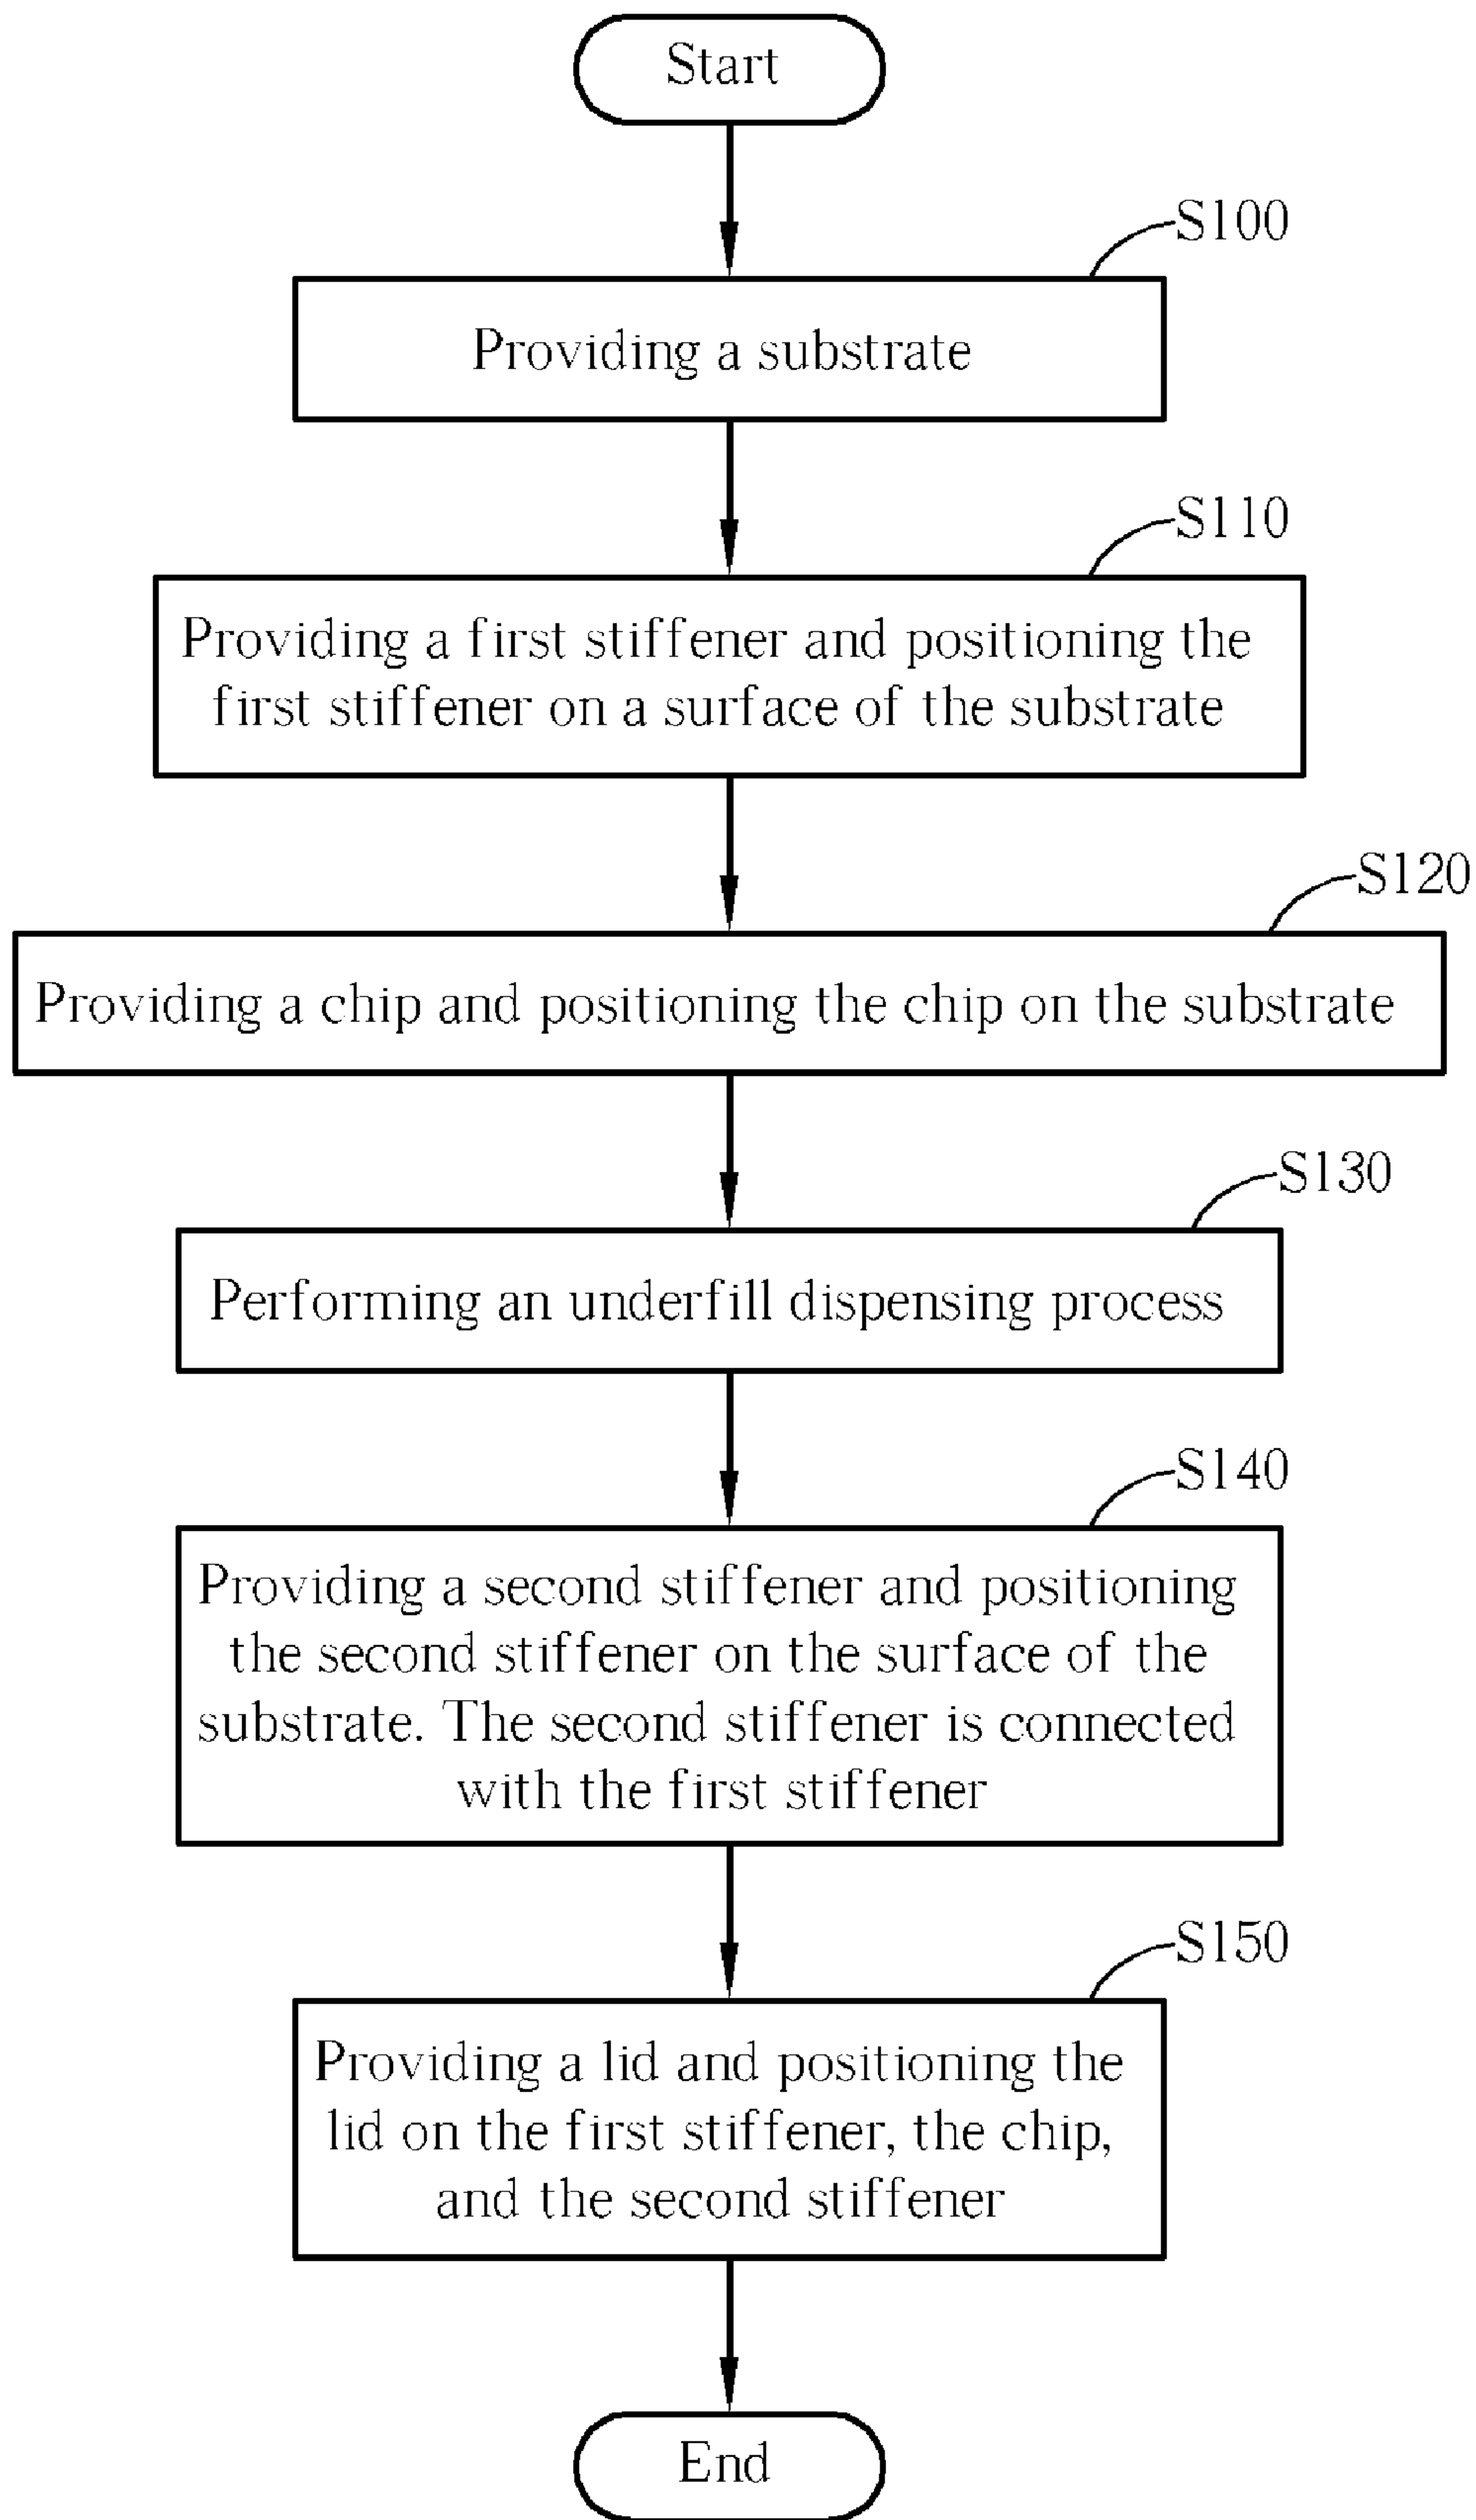 Start
S100
Providing a substrate
S110
Providing a first stiffener and positioning the
first stiffener on a surface of the substrate
S120
Providing a chip and positioning the chip on the substrate
S130
Performing an underfill dispensing process
S140
Providing a second stiffener and positioning
the second stiffener on the surface of the
substrate. The second stiffener is connected
with the first stiffener
S150
Providing a lid and positioning the
lid on the first stiffener, the chip,
and the second stiffener
End